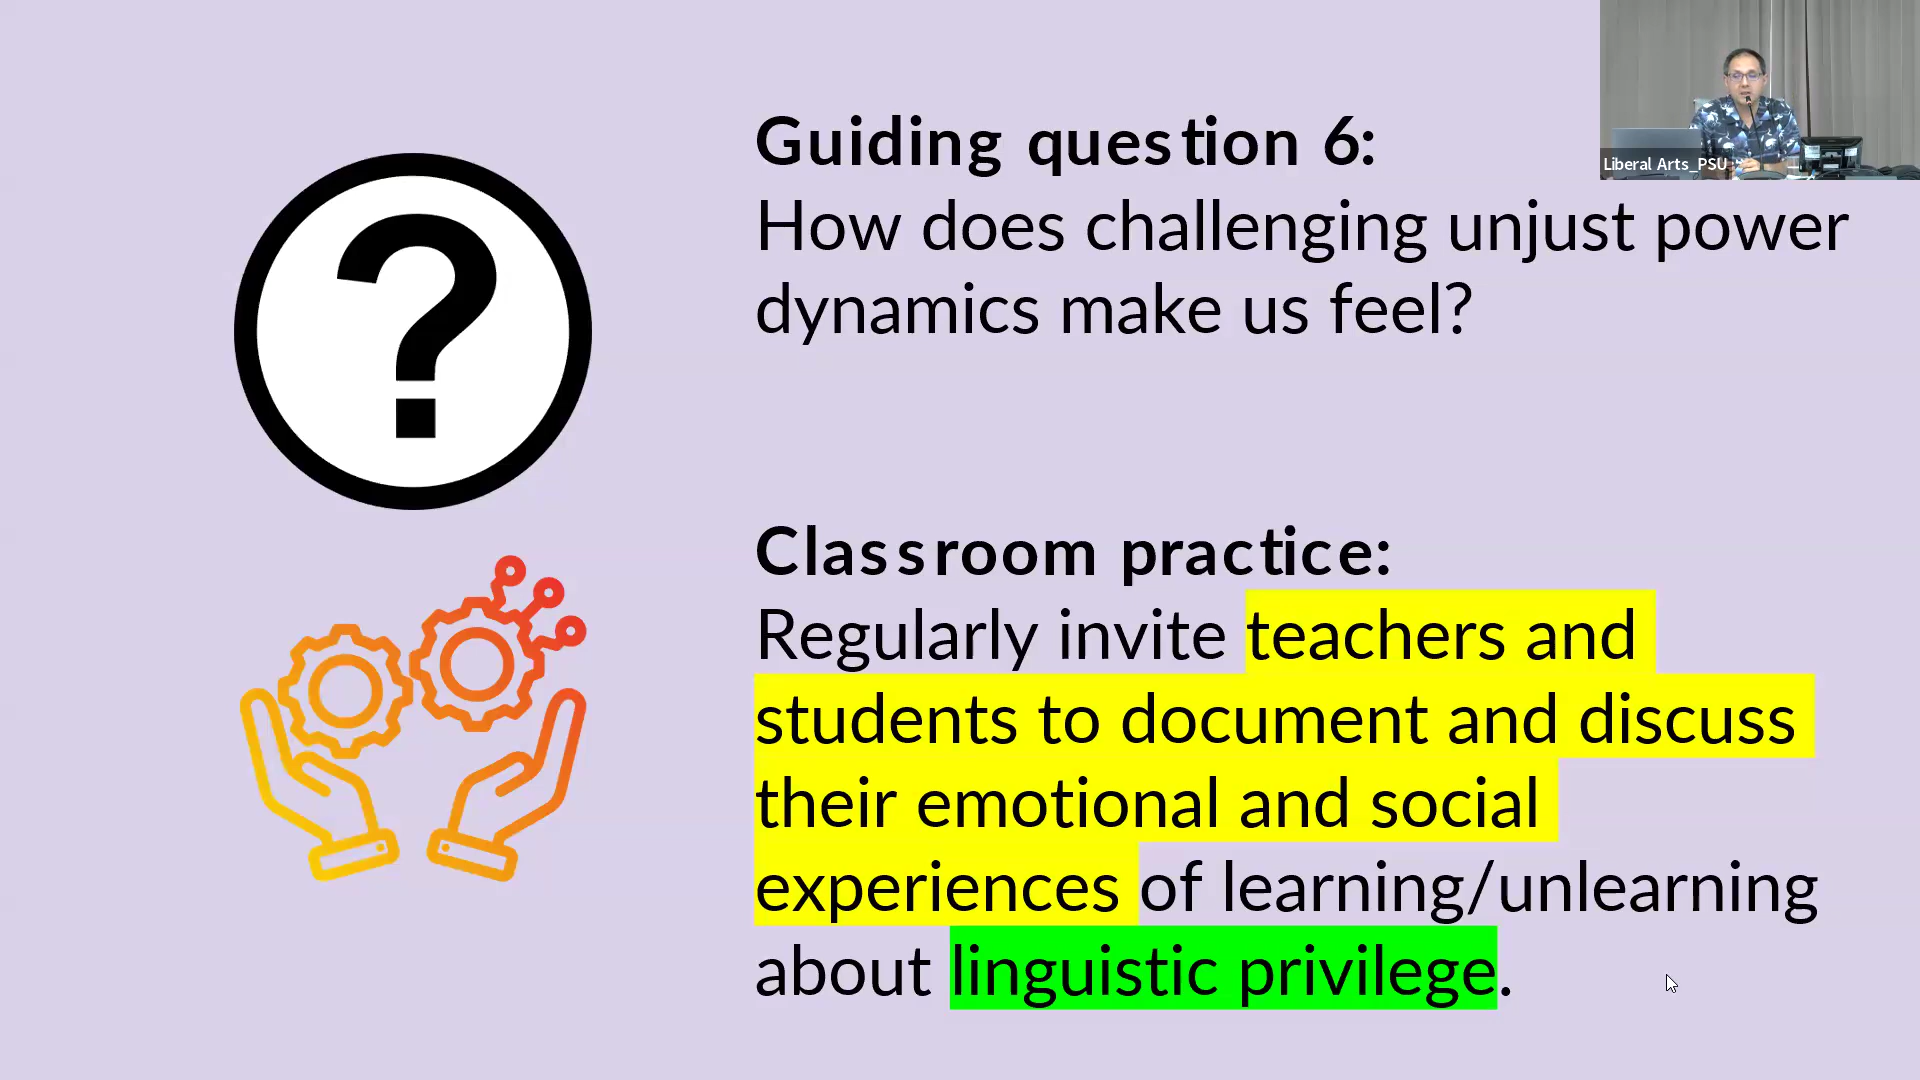 Guiding question 6:
How does challenging unjust power
dynamics make us feel?
Classroom practice:
Regularly invite teachers and
students to document and discuss
their emotional and social
experiences of learning/unlearning
about linguistic privilege.
Liberal Arts_PSU